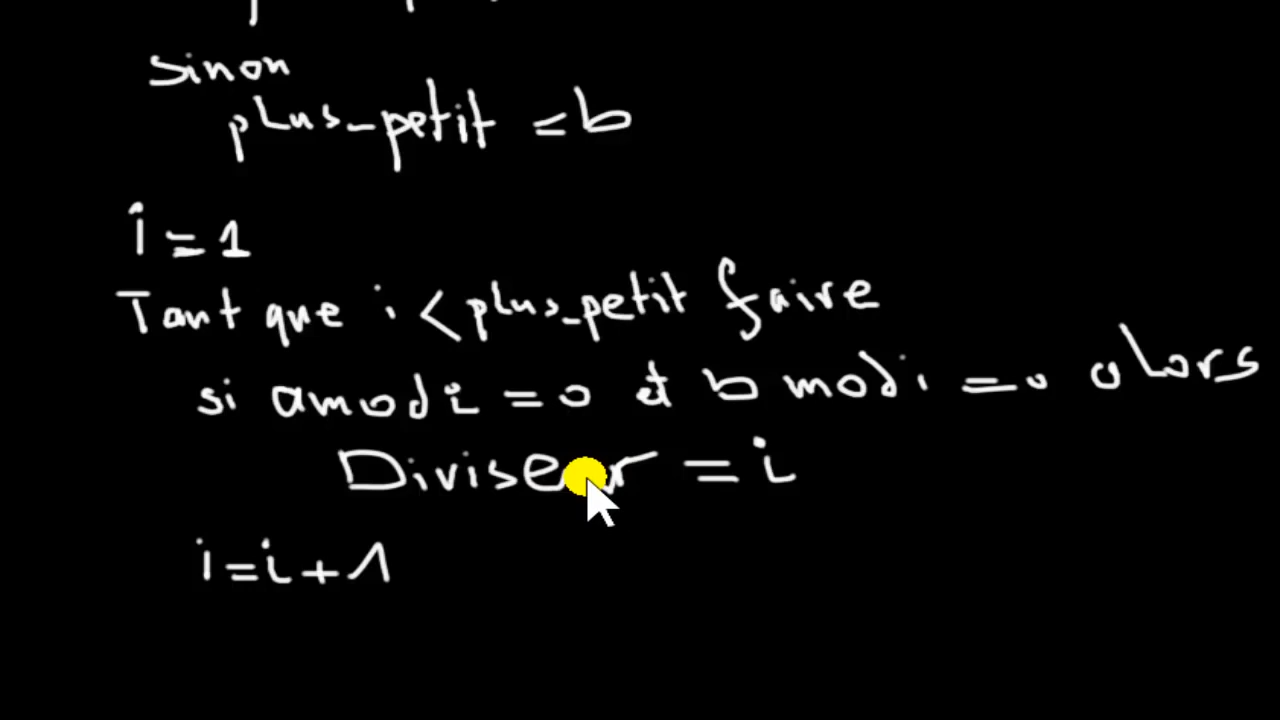 sinon
plus_petit = b
i = 1
Tant que i < plus_petit faire
si a mod i = 0 et b mod i = 0 alors
Diviseur = i
i = i + 1